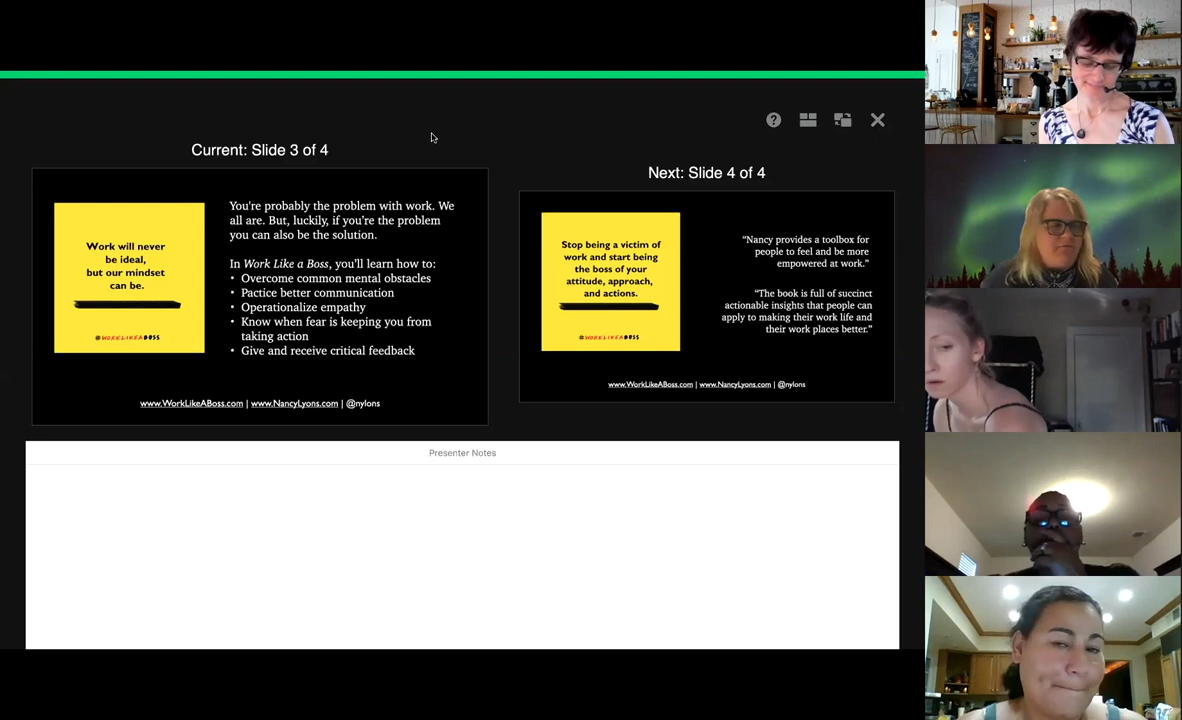 Current: Slide 3 of 4
Work will never
be ideal,
but our mindset
can be.
#WORKLIKEABOSS
You're probably the problem with work. We
all are. But, luckily, if you're the problem
you can also be the solution.
In Work Like a Boss, you'll learn how to:
• Overcome common mental obstacles
• Pactice better communication
• Operationalize empathy
• Know when fear is keeping you from
taking action
• Give and receive critical feedback
www.WorkLikeABoss.com | www.NancyLyons.com | @nylons
Next: Slide 4 of 4
Stop being a victim of
work and start being
the boss of your
attitude, approach,
and actions.
#WORKLIKEABOSS
“Nancy provides a toolbox for
people to feel and be more
empowered at work.”
“The book is full of succinct
actionable insights that people can
apply to making their work life and
their work places better.”
www.WorkLikeABoss.com | www.NancyLyons.com | @nylons
Presenter Notes